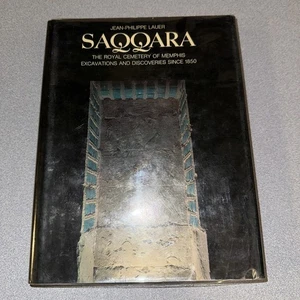 JEAN-PHILIPPE LAUER
SAQQARA
THE ROYAL CEMETERY OF MEMPHIS
EXCAVATIONS AND DISCOVERIES SINCE 1850